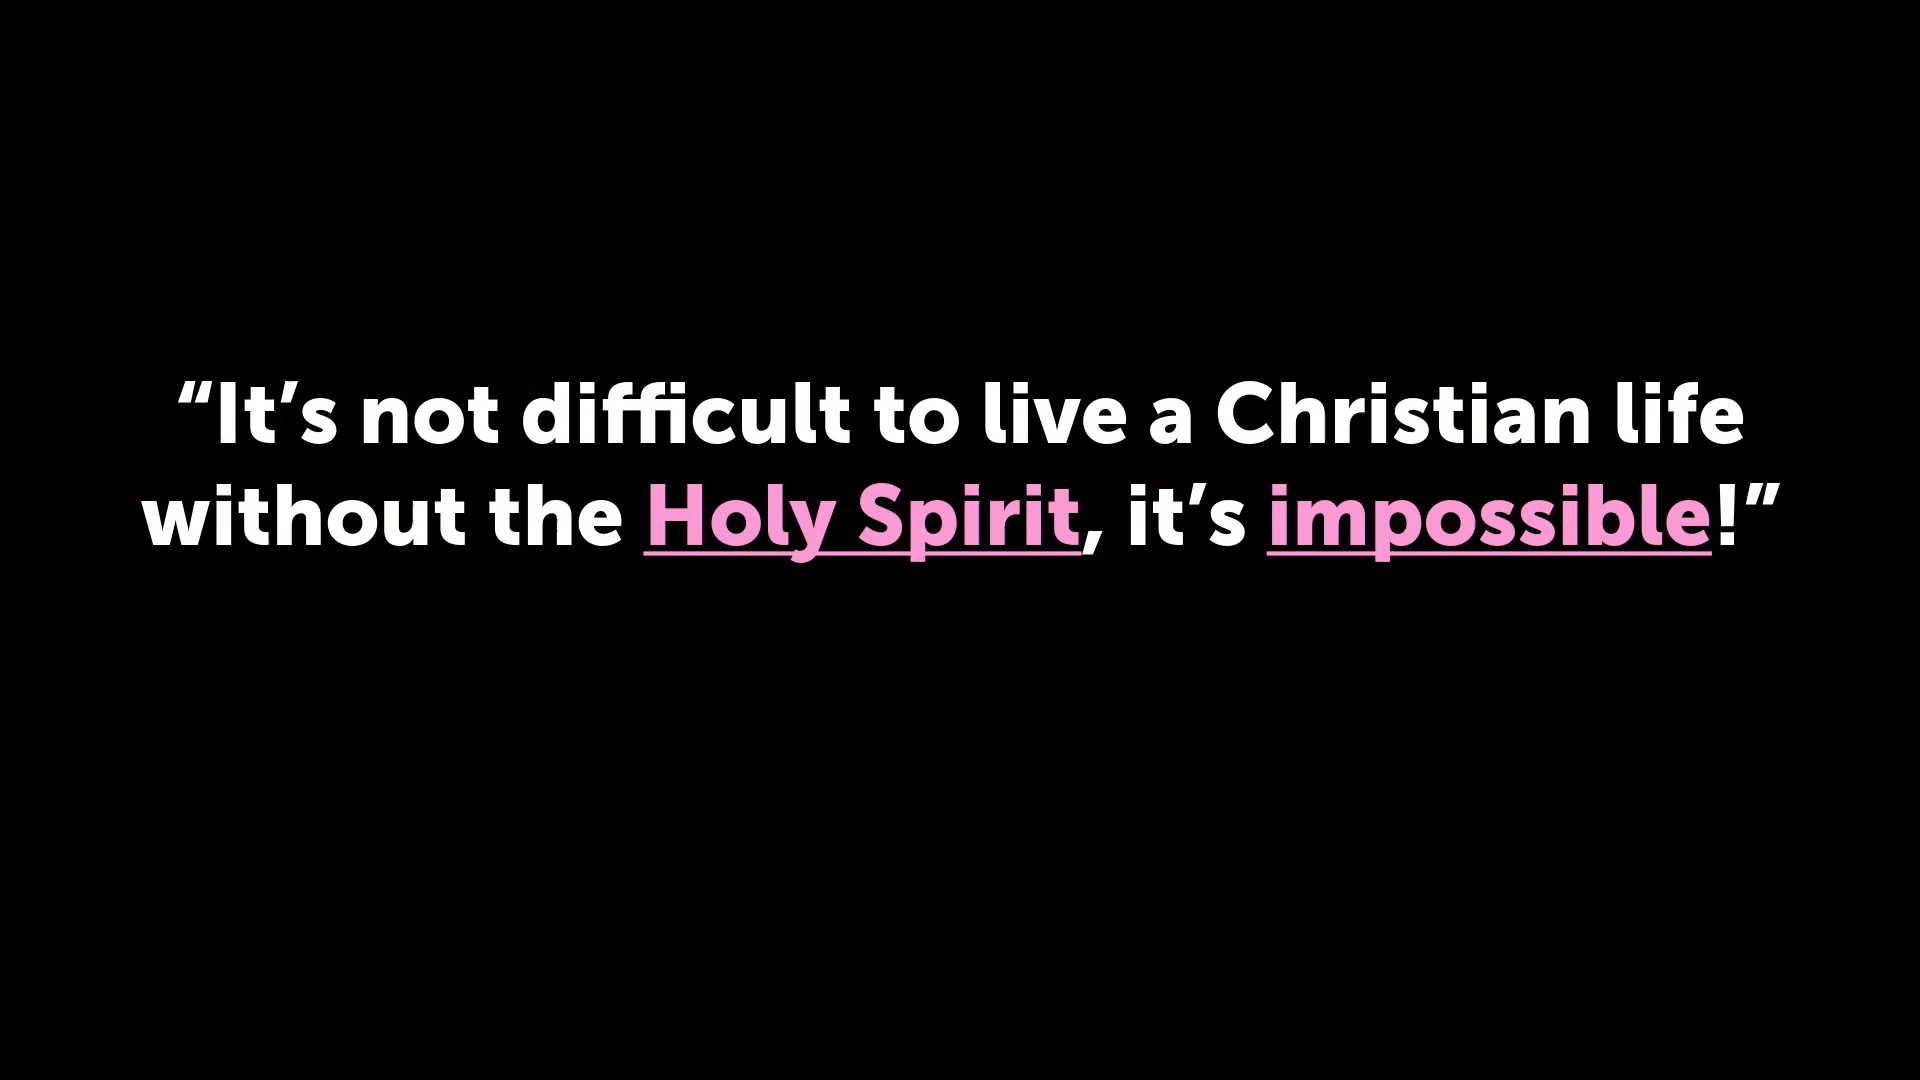 “It’s not difficult to live a Christian life
without the Holy Spirit, it’s impossible!”